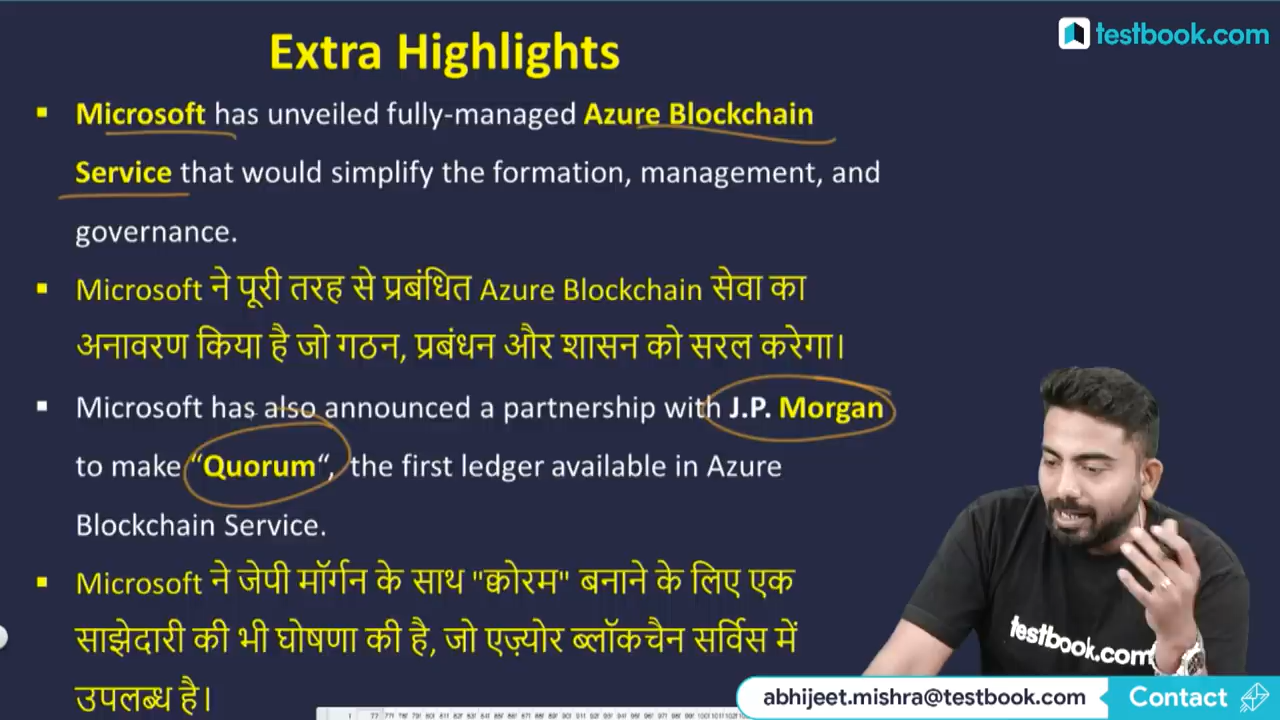 Extra Highlights
testbook.com
▪ Microsoft has unveiled fully-managed Azure Blockchain
Service that would simplify the formation, management, and
governance.
▪ Microsoft ने पूरी तरह से प्रबंधित Azure Blockchain सेवा का
अनावरण किया है जो गठन, प्रबंधन और शासन को सरल करेगा।
▪ Microsoft has also announced a partnership with J.P. Morgan
to make “Quorum“, the first ledger available in Azure
Blockchain Service.
▪ Microsoft ने जेपी मॉर्गन के साथ "क्वोरम" बनाने के लिए एक
साझेदारी की भी घोषणा की है, जो एज़्योर ब्लॉकचैन सर्विस में
उपलब्ध है।
testbook.com
abhijeet.mishra@testbook.com Contact